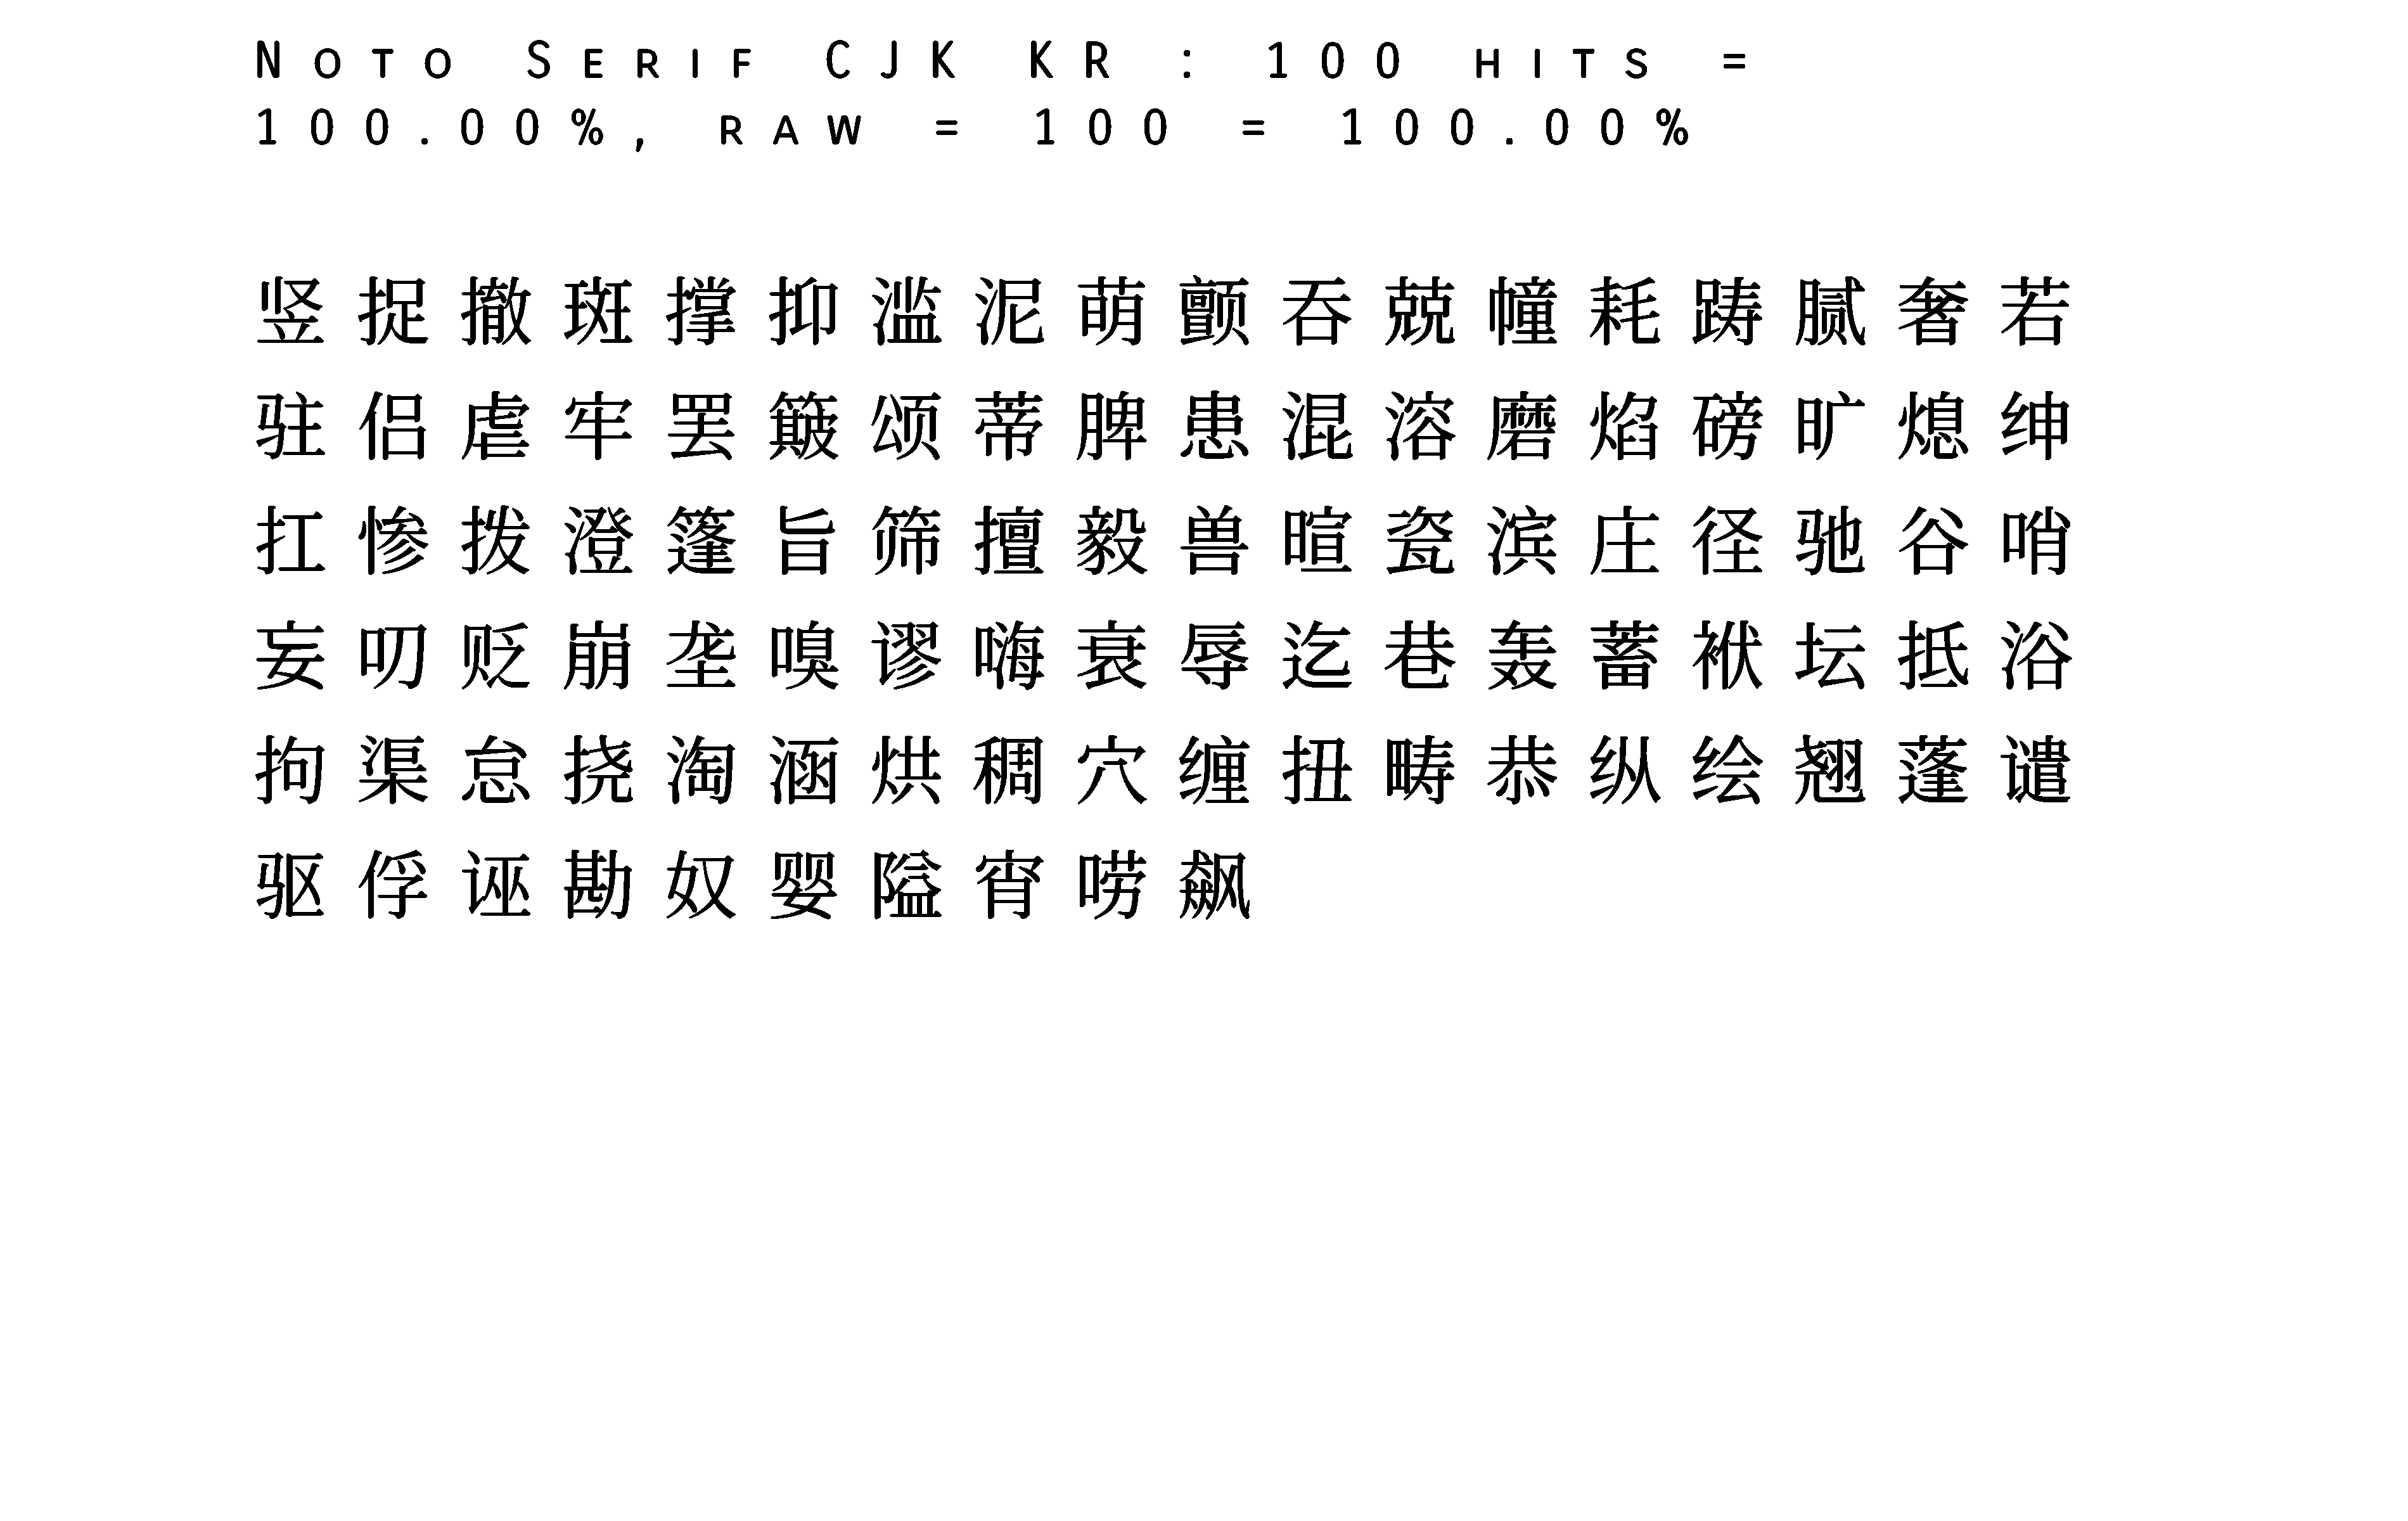 Noto Serif CJK KR : 100 hits =
100.00%, raw = 100 = 100.00%
竖捉撤斑撑抑滥泥萌颤吞兢幢耗踌腻奢若
驻侣虐牢罢簸颂蒂脾患混溶磨焰磅旷熄绅
扛惨拨澄篷旨筛擅毅兽暄瓷滨庄径驰谷哨
妄叨贬崩垄嗅谬嗨衰辱迄巷轰蓄袱坛抵浴
拘渠怠挠淘涵烘稠穴缠扭畴恭纵绘翘蓬谴
驱俘诬勘奴婴隘宵唠飙